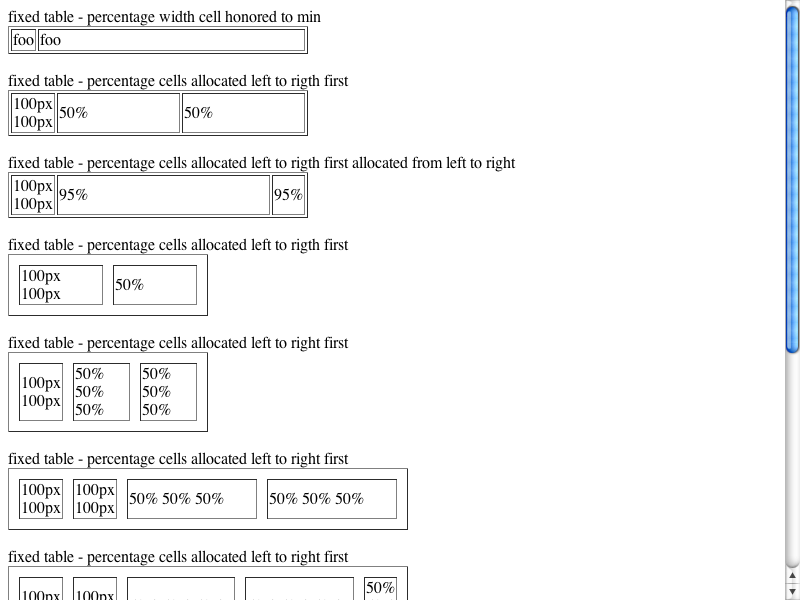 fixed table - percentage width cell honored to min
foo foo
fixed table - percentage cells allocated left to rigth first
100px 50% 50%
100px
fixed table - percentage cells allocated left to rigth first allocated from left to right
100px 95% 95%
100px
fixed table - percentage cells allocated left to rigth first
100px 50%
100px
fixed table - percentage cells allocated left to right first
100px 50% 50%
100px 50% 50%
50% 50%
fixed table - percentage cells allocated left to right first
100px 100px 50% 50% 50% 50% 50% 50%
100px 100px
fixed table - percentage cells allocated left to right first
50%
100px 100px